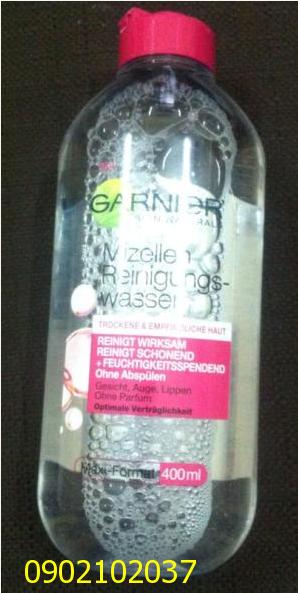 GARNIER
Mizellen
Reinigungs-
wasser
TROCKENE & EMPFINDLICHE HAUT
REINIGT WIRKSAM
REINIGT SCHONEND
+FEUCHTIGKEITSSPENDEND
Ohne Abspülen
Gesicht, Auge, Lippen
Ohne Parfum
Optimale Verträglichkeit
Maxi-Format 400ml
0902102037